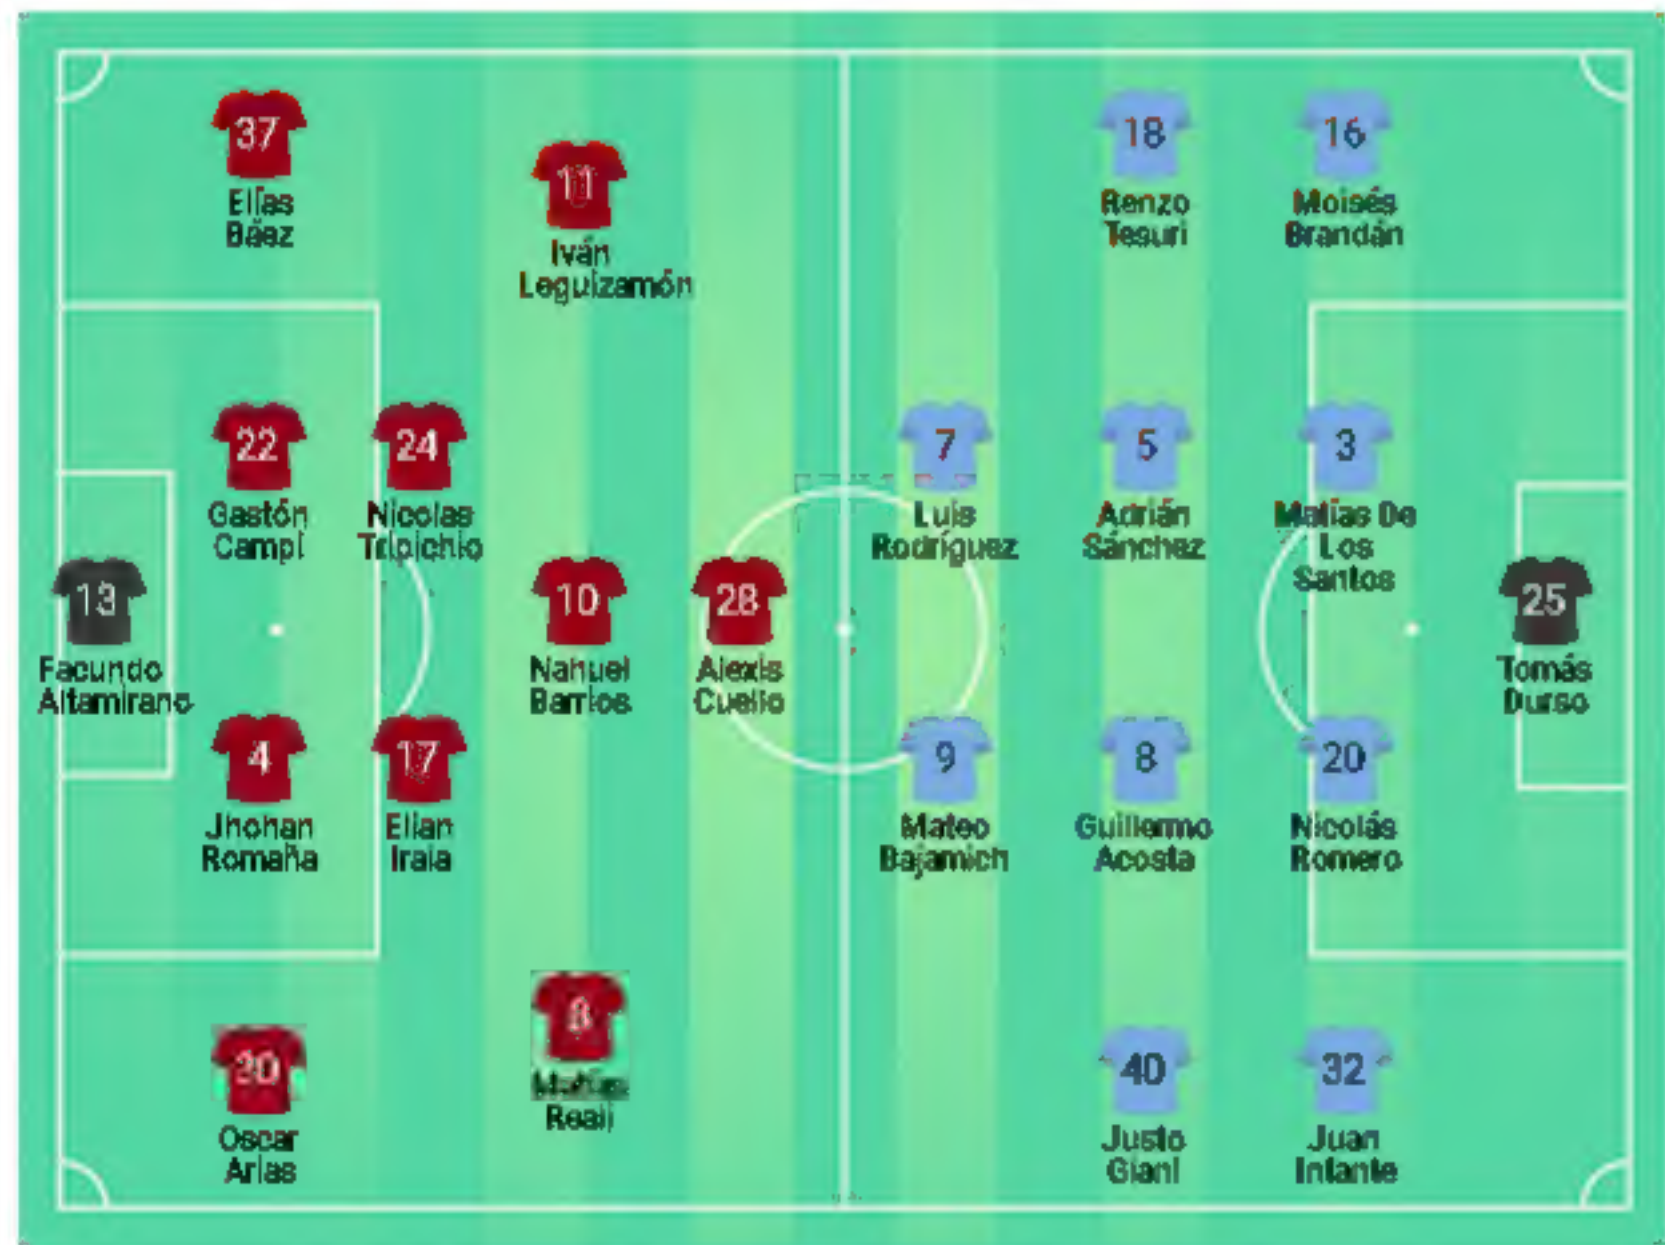 37
Elías
Báez
11
Iván
Leguizamón
18
Renzo
Tesuri
16
Moisés
Brandán
22
Gastón
Campi
24
Nicolas
Tripichio
7
Luis
Rodríguez
5
Adrián
Sánchez
3
Matías De
Los
Santos
13
Facundo
Altamirano
10
Nahuel
Barrios
28
Alexis
Cuello
25
Tomás
Durso
4
Jhohan
Romaña
17
Elian
Iraia
9
Mateo
Bajamich
8
Guillermo
Acosta
20
Nicolás
Romero
Oscar
Arias
Matías
Reali
40
Justo
Giani
32
Juan
Infante